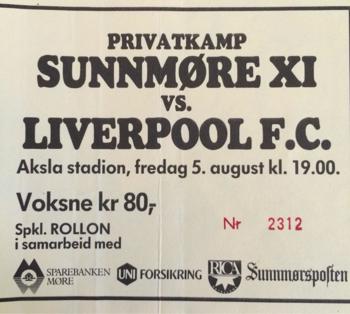 PRIVATKAMP
SUNNMØRE XI
VS.
LIVERPOOL F.C.
Aksla stadion, fredag 5. august kl. 19.00.
Voksne kr 80,-
Spkl. ROLLON
i samarbeid med
Nr 2312
SPAREBANKEN
MØRE
UNI FORSIKRING
RICA
Sunnmørsposten